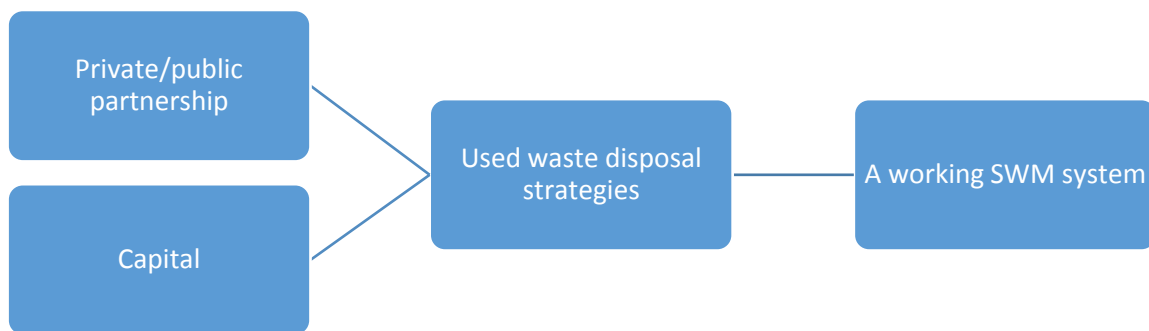 Private/public
partnership
Capital
Used waste disposal
strategies
A working SWM system